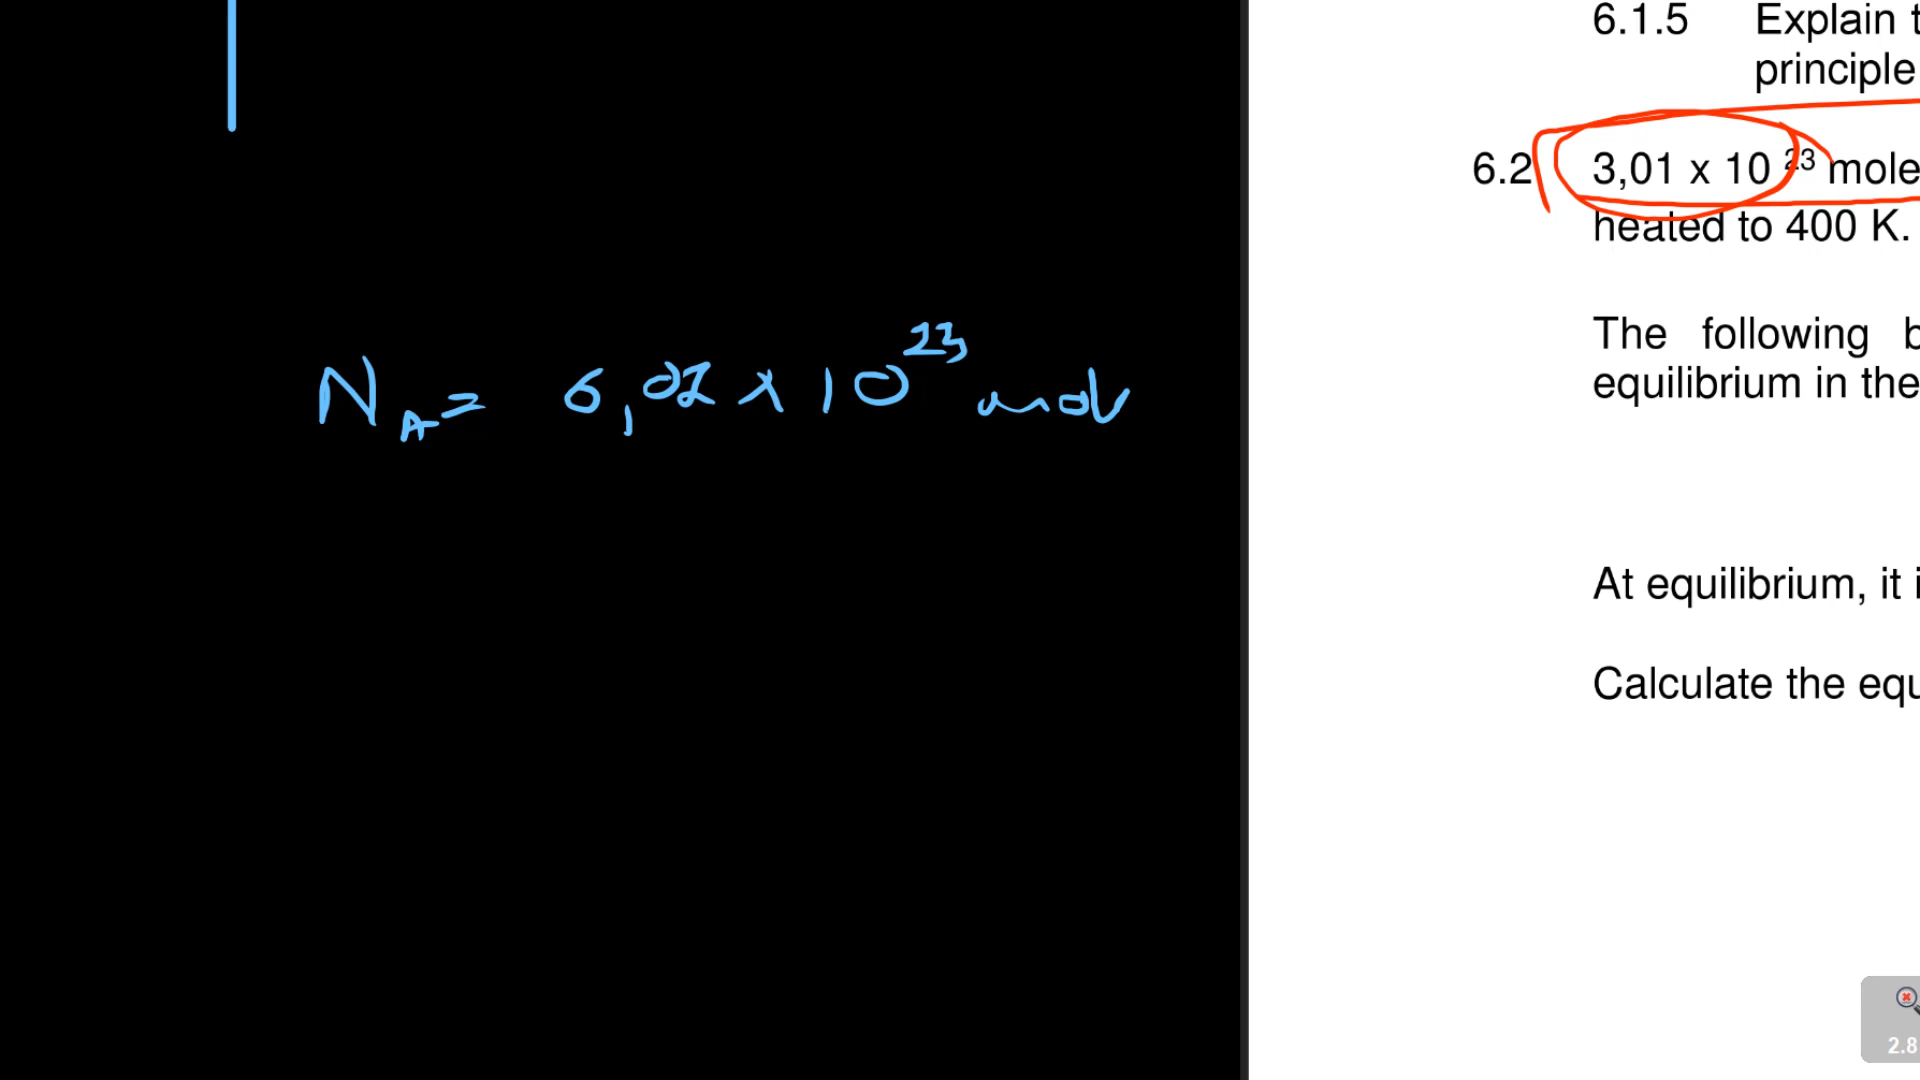 N_A = 6,02 x 10^23 mol
6.1.5 Explain t
principle
6.2 3,01 x 10 23 mole
heated to 400 K.
The following b
equilibrium in the
At equilibrium, it i
Calculate the equ
2.8